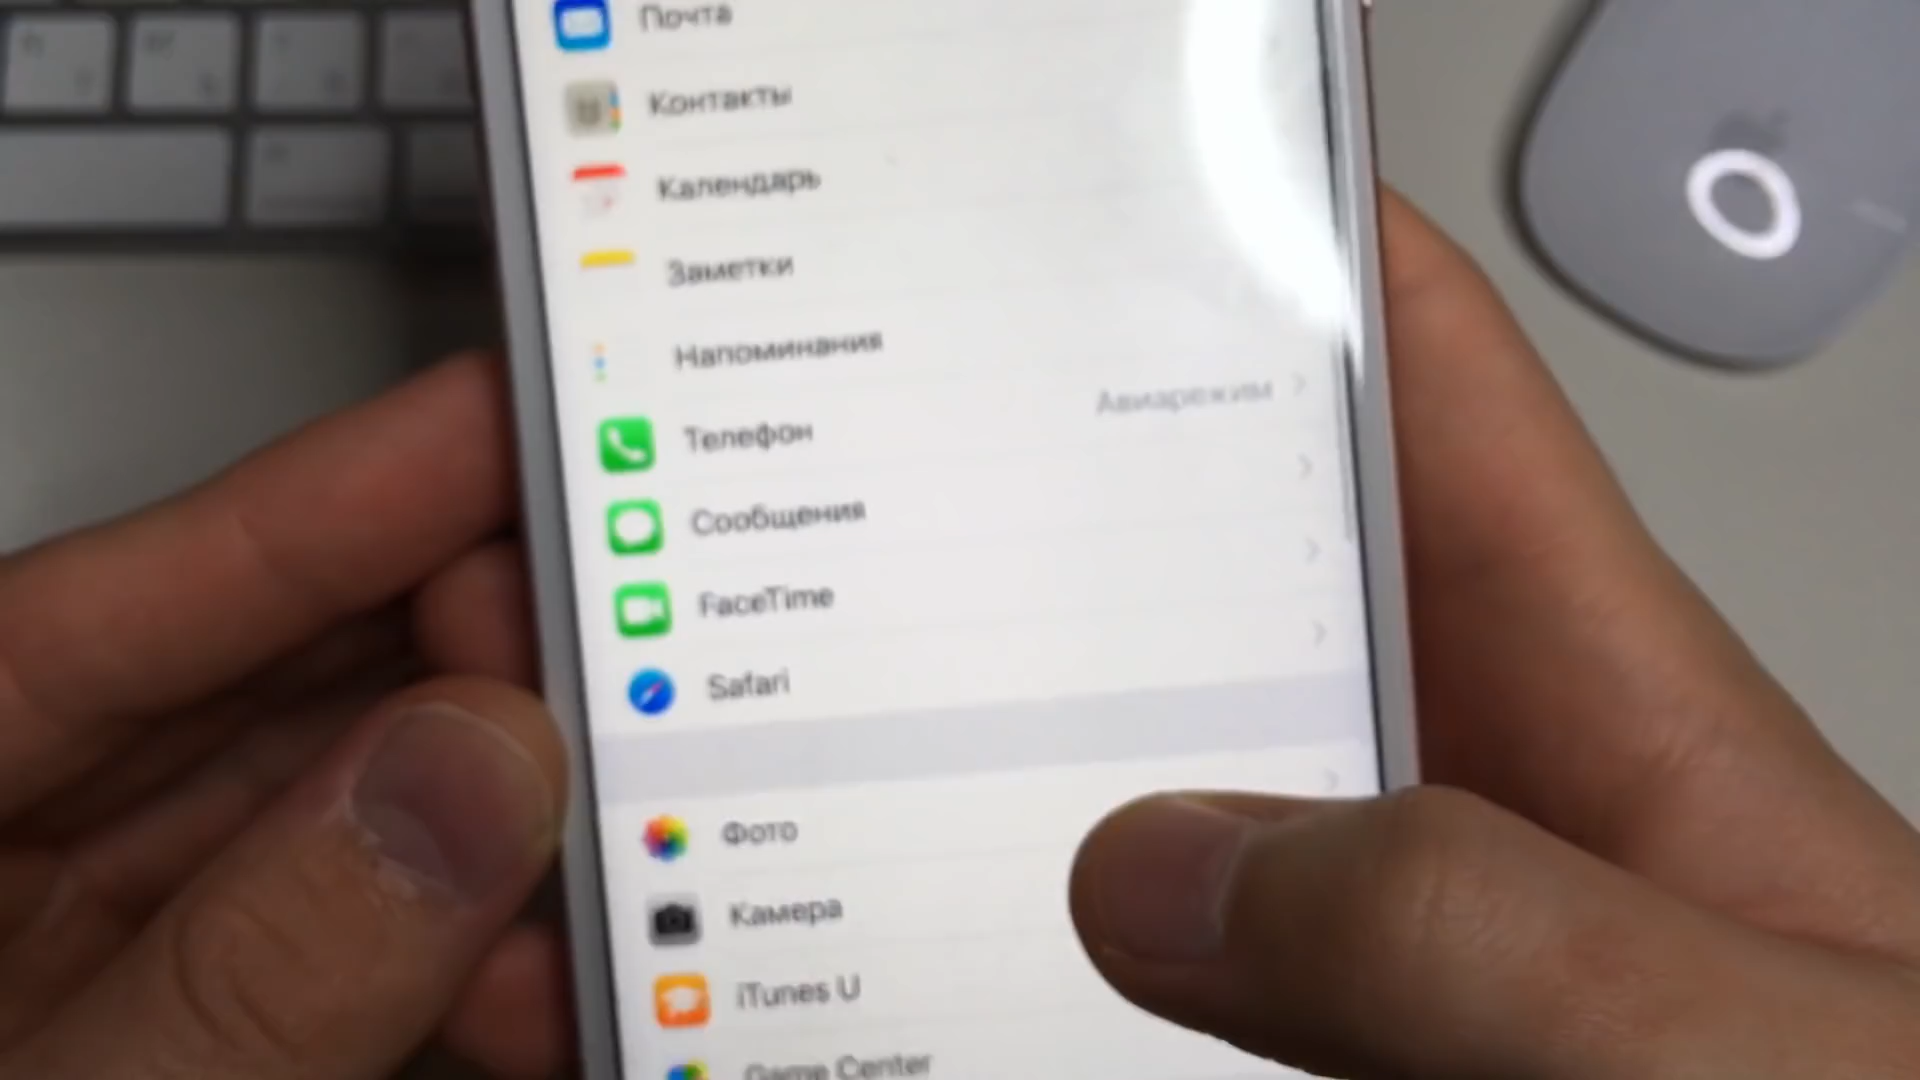 Почта
Контакты
Календарь
Заметки
Напоминания
Телефон Авиарежим
Сообщения
FaceTime
Safari
Фото
Камера
iTunes U
Game Center